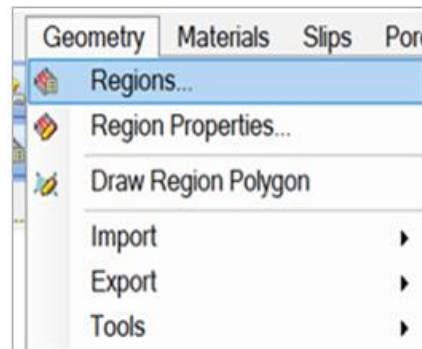 Geometry Materials Slips
Regions...
Region Properties...
Draw Region Polygon
Import
Export
Tools